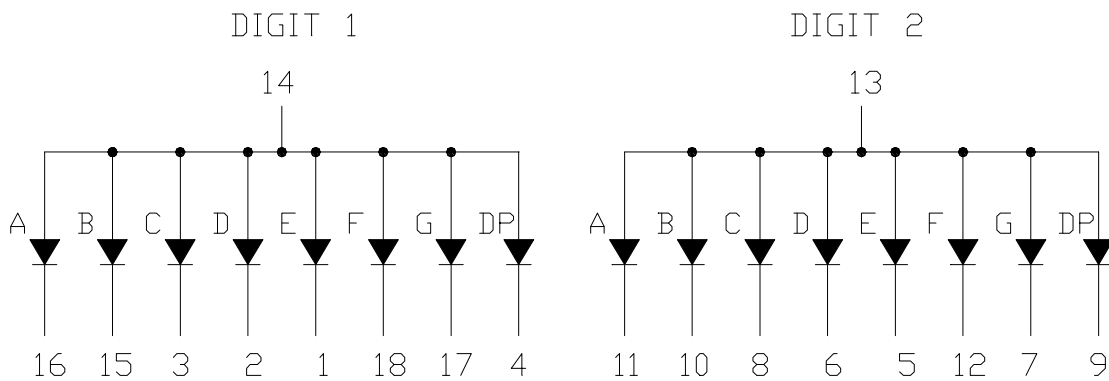 DIGIT 1 DIGIT 2
14 13
A B C D E F G DP A B C D E F G DP
16 15 3 2 1 18 17 4 11 10 8 6 5 12 7 9